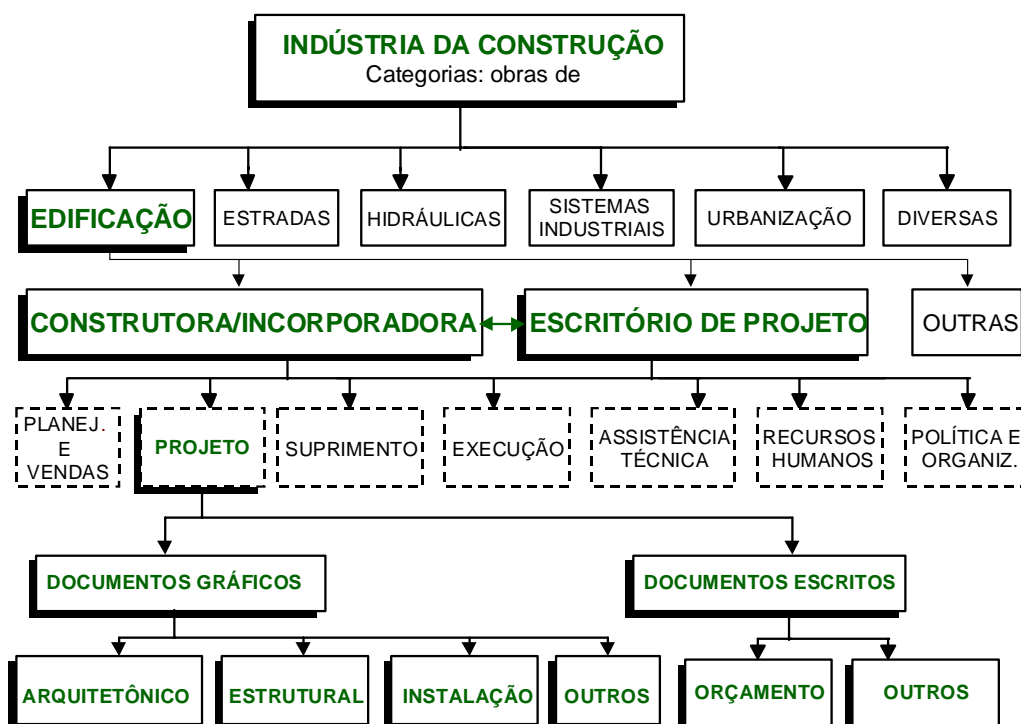 INDÚSTRIA DA CONSTRUÇÃO
Categorias: obras de
EDIFICAÇÃO
ESTRADAS
HIDRÁULICAS
SISTEMAS
INDUSTRIAIS
URBANIZAÇÃO
DIVERSAS
CONSTRUTORA/INCORPORADORA
ESCRITÓRIO DE PROJETO
OUTRAS
PLANEJ.
E
VENDAS
PROJETO
SUPRIMENTO
EXECUÇÃO
ASSISTÊNCIA
TÉCNICA
RECURSOS
HUMANOS
POLÍTICA E
ORGANIZ.
DOCUMENTOS GRÁFICOS
DOCUMENTOS ESCRITOS
ARQUITETÔNICO
ESTRUTURAL
INSTALAÇÃO
OUTROS
ORÇAMENTO
OUTROS